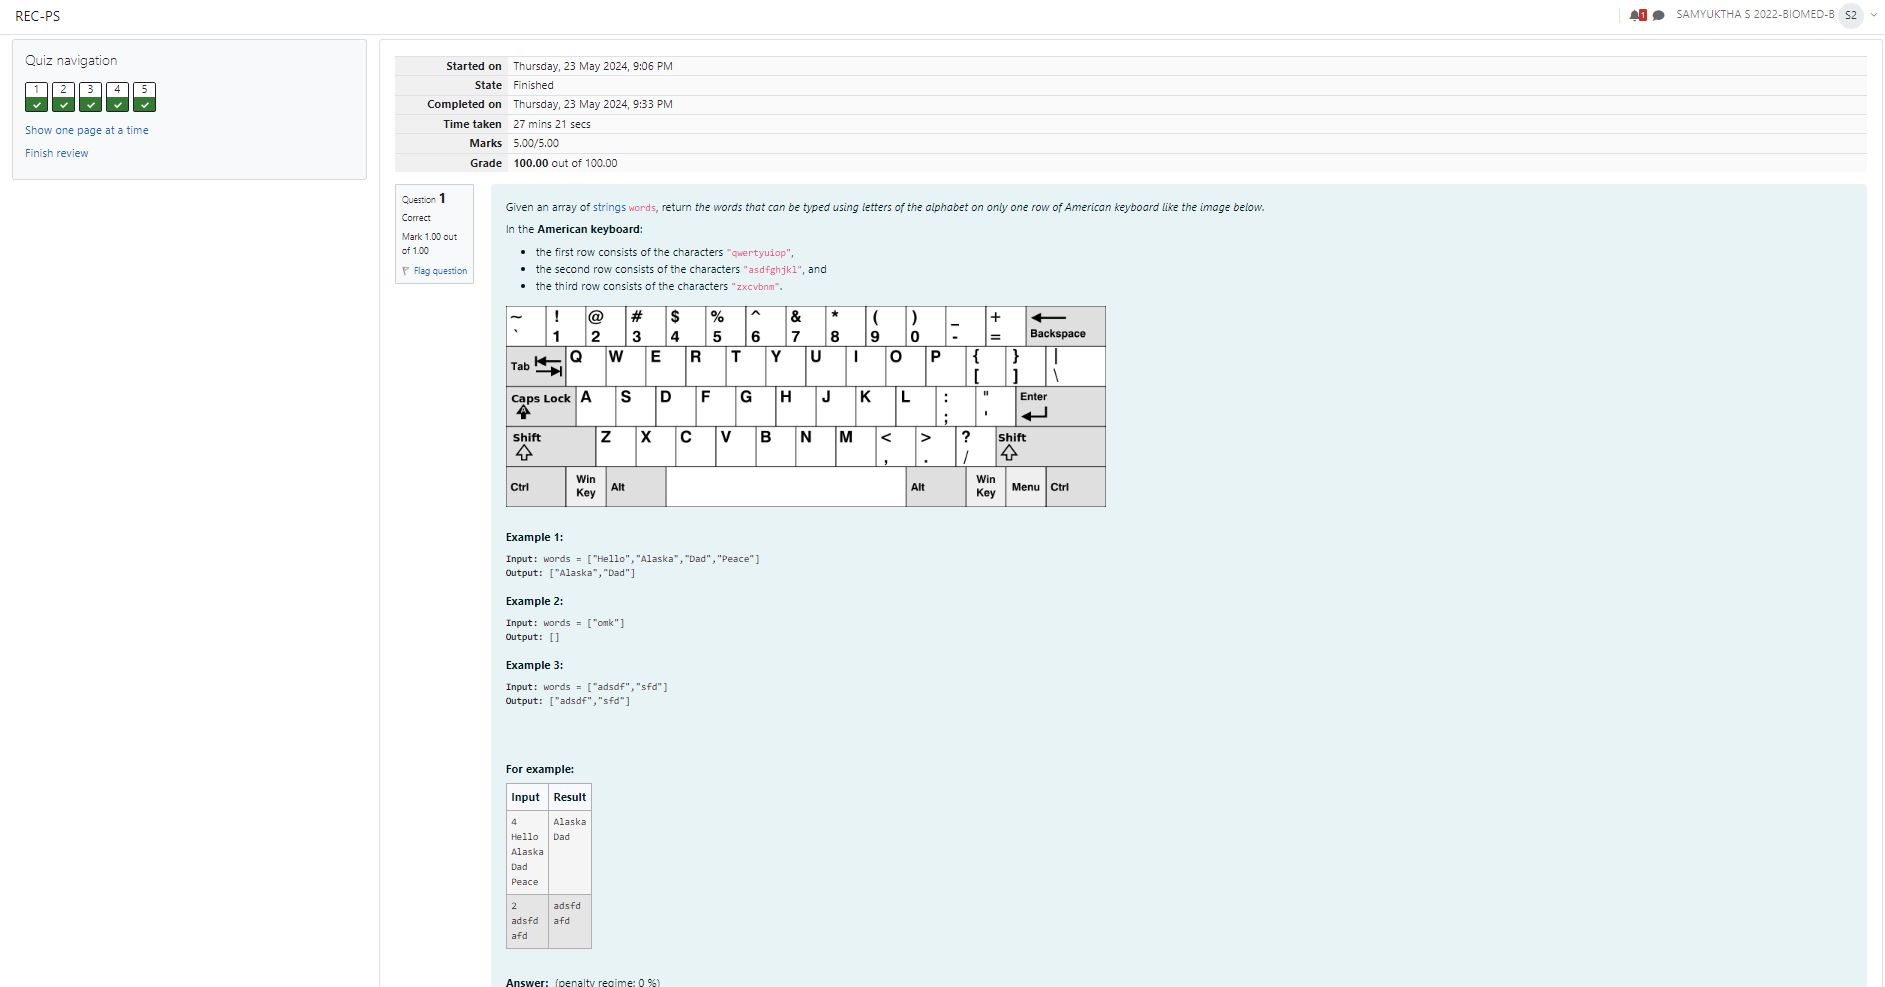 REC-PS
1
SAMYUKTHA S 2022-BIOMED-B S2
Quiz navigation
1 2 3 4 5
Show one page at a time
Finish review
Started on Thursday, 23 May 2024, 9:06 PM
State Finished
Completed on Thursday, 23 May 2024, 9:33 PM
Time taken 27 mins 21 secs
Marks 5.00/5.00
Grade 100.00 out of 100.00
Question 1
Correct
Mark 1.00 out
of 1.00
Flag question
Given an array of strings words, return the words that can be typed using letters of the alphabet on only one row of American keyboard like the image below.
In the American keyboard:
• the first row consists of the characters "qwertyuiop",
• the second row consists of the characters "asdfghjkl", and
• the third row consists of the characters "zxcvbnm".
~ ! @ # $ % ^ & * ( ) _ +
` 1 2 3 4 5 6 7 8 9 0 - = Backspace
Tab Q W E R T Y U I O P { } |
[ ] \
Caps Lock A S D F G H J K L : " Enter
; '
Shift Z X C V B N M < > ? Shift
, . /
Ctrl Win Key Alt Alt Win Key Menu Ctrl
Example 1:
Input: words = ["Hello","Alaska","Dad","Peace"]
Output: ["Alaska","Dad"]
Example 2:
Input: words = ["omk"]
Output: []
Example 3:
Input: words = ["adsdf","sfd"]
Output: ["adsdf","sfd"]
For example:
Input Result
4 Alaska
Hello Dad
Alaska
Dad
Peace
2 adsfd
adsfd afd
afd
Answer: (penalty regime: 0 %)